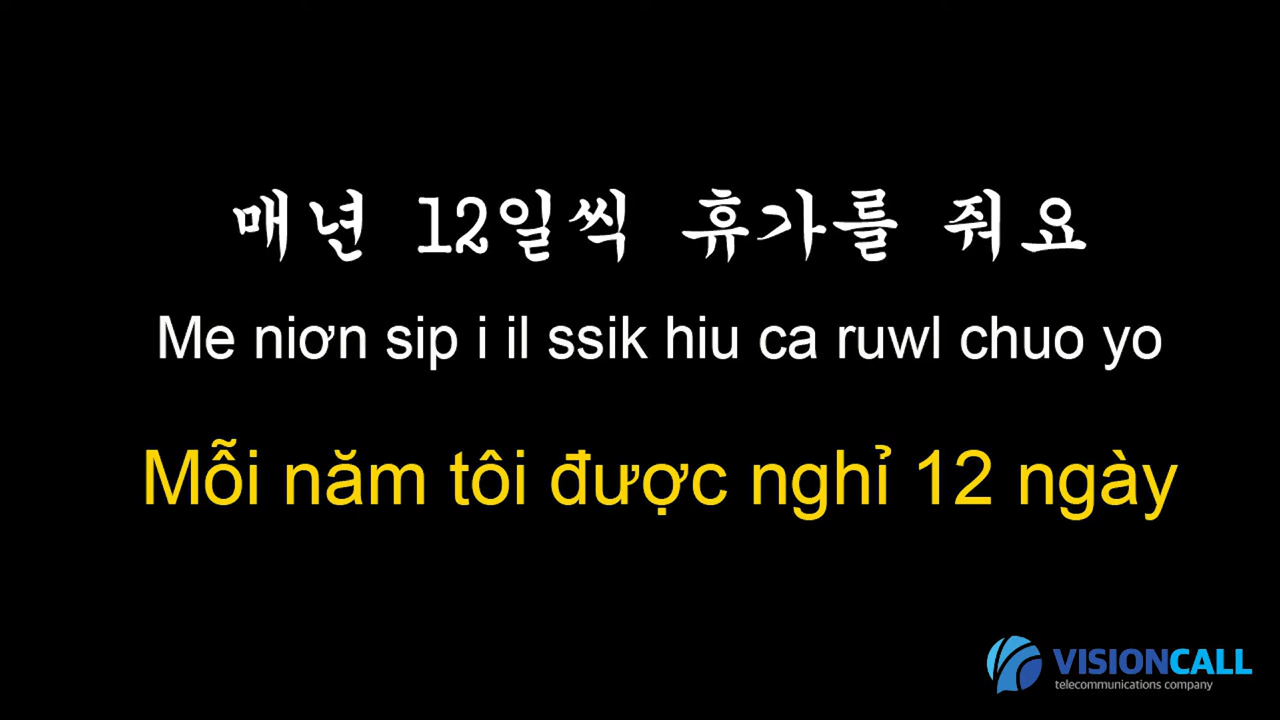 매년 12일씩 휴가를 줘요
Me niơn sip i il ssik hiu ca ruwl chuo yo
Mỗi năm tôi được nghỉ 12 ngày
VISIONCALL
telecommunications company